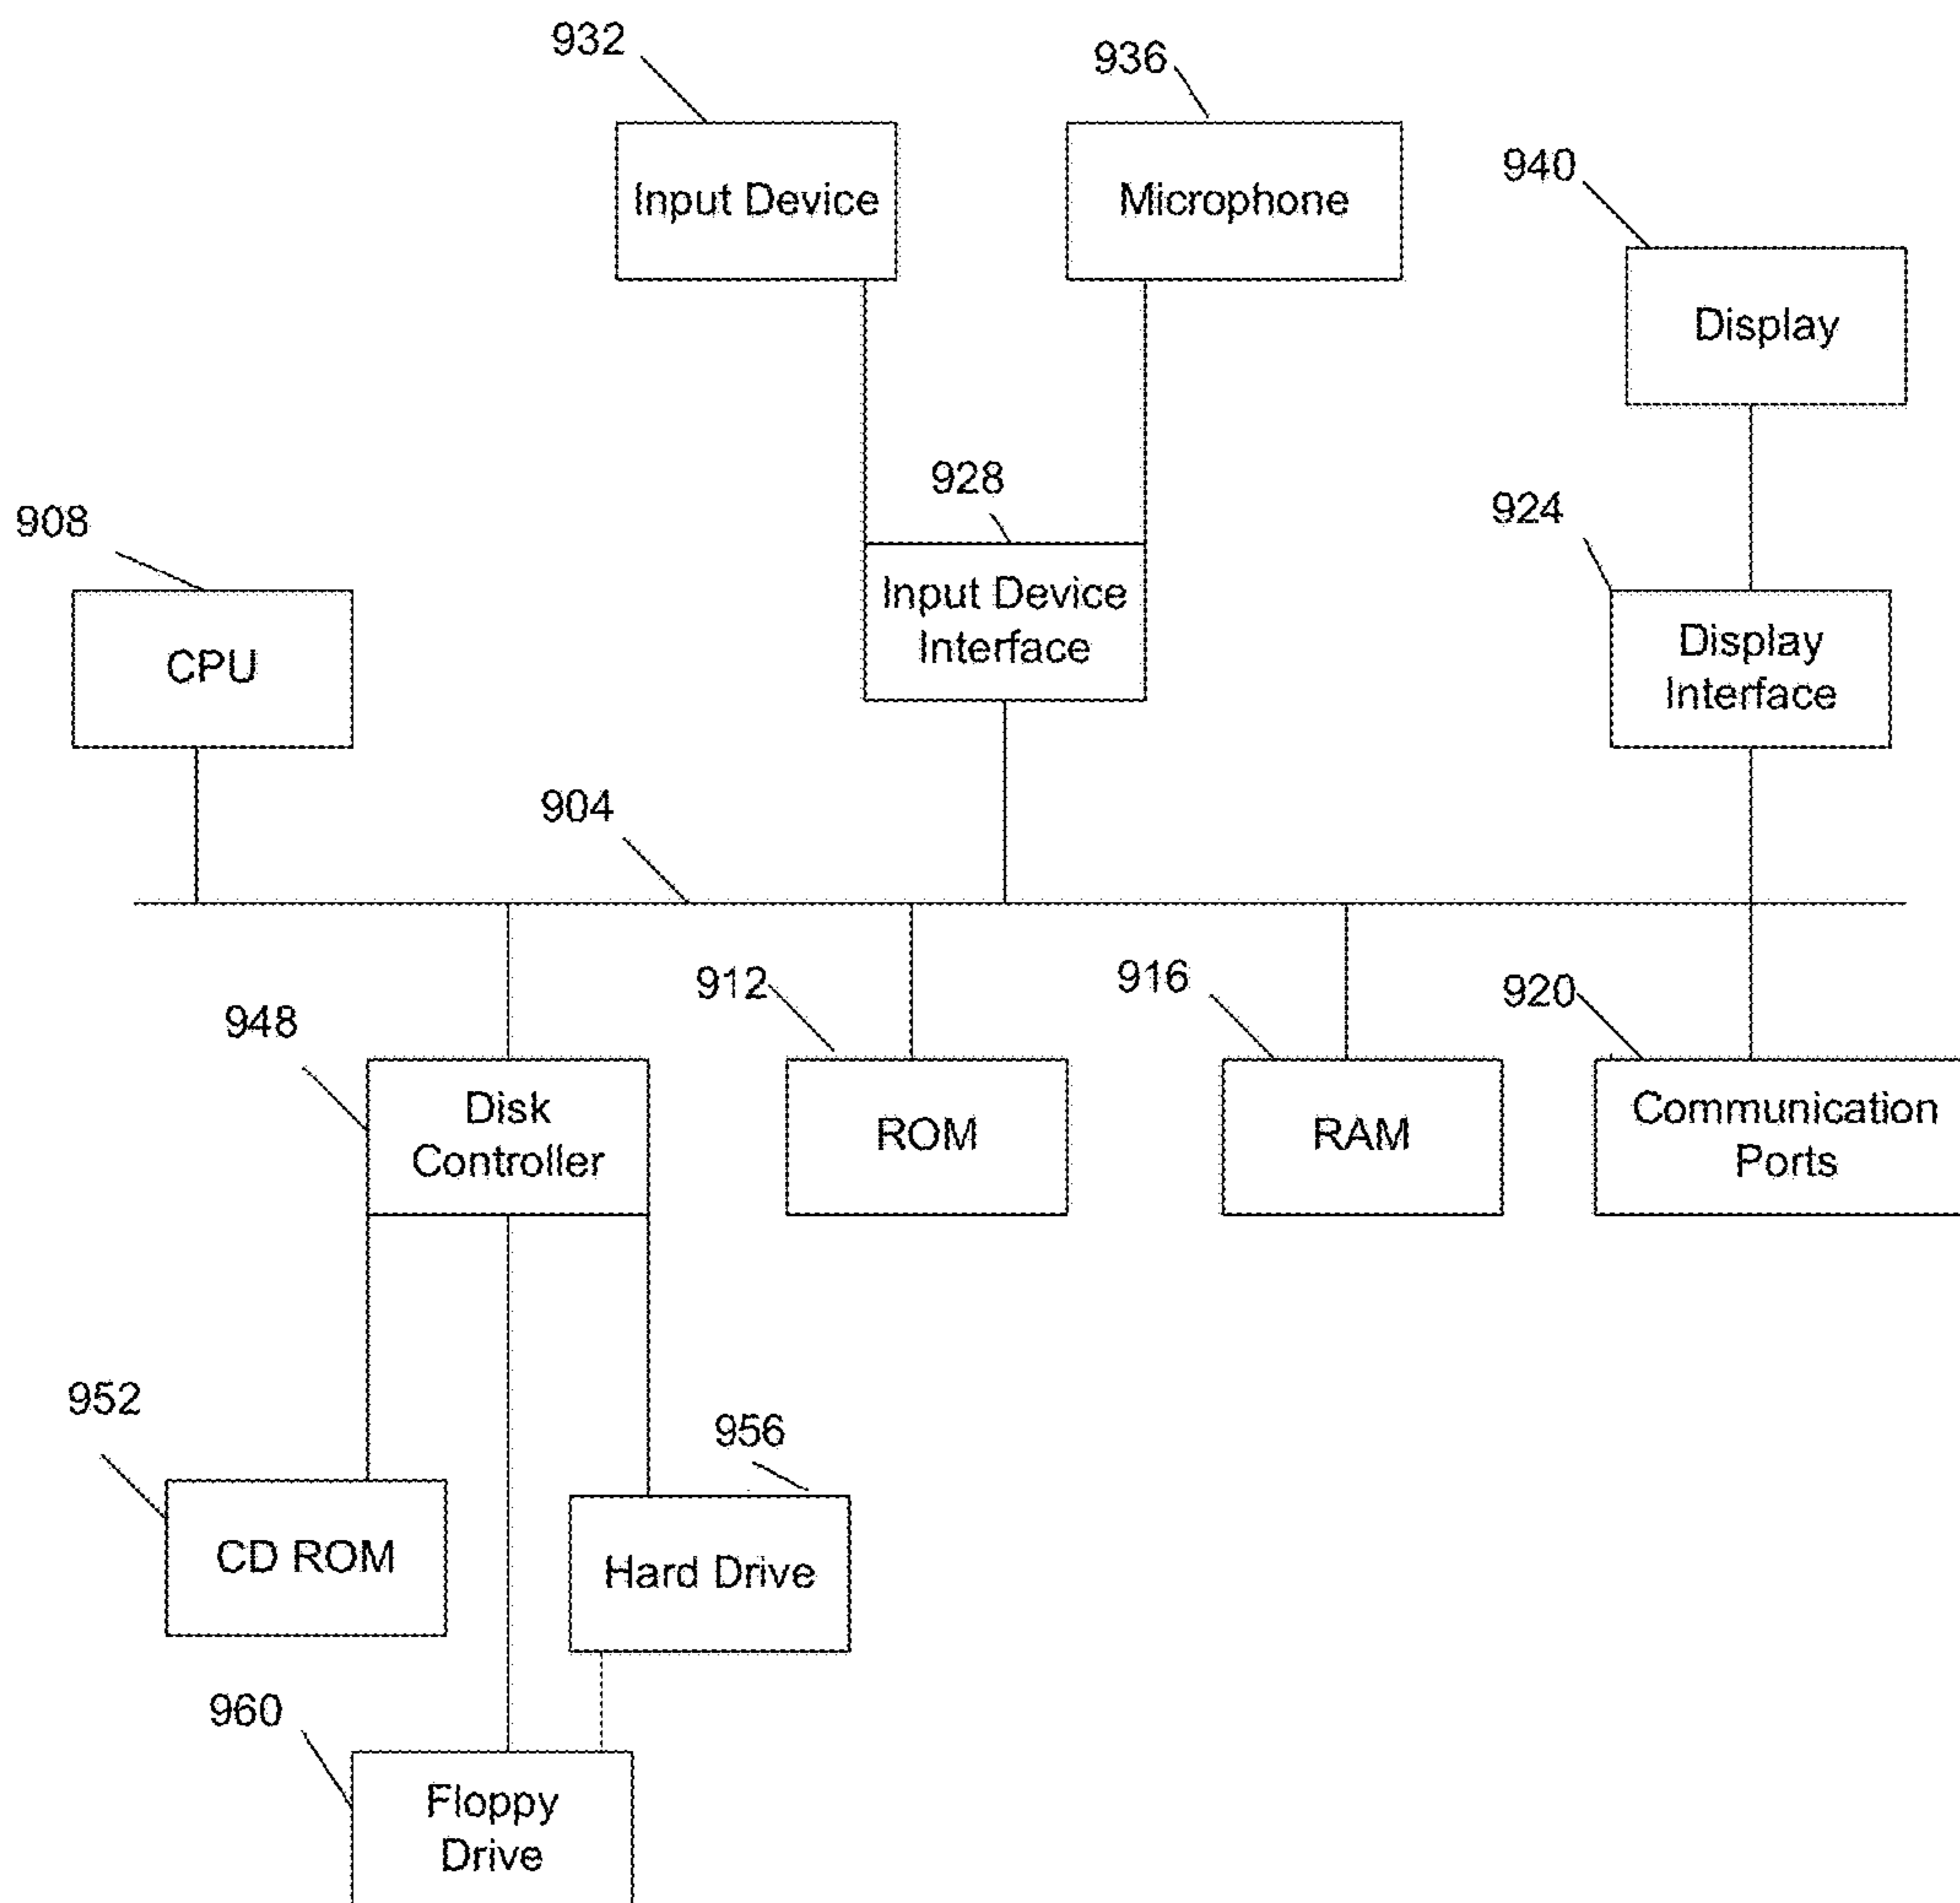 932
936
Input Device
Microphone
940
Display
928
908
924
Input Device
Interface
CPU
Display
Interface
904
912
916
920
948
Disk
Controller
ROM
RAM
Communication
Ports
952
956
CD ROM
Hard Drive
960
Floppy
Drive